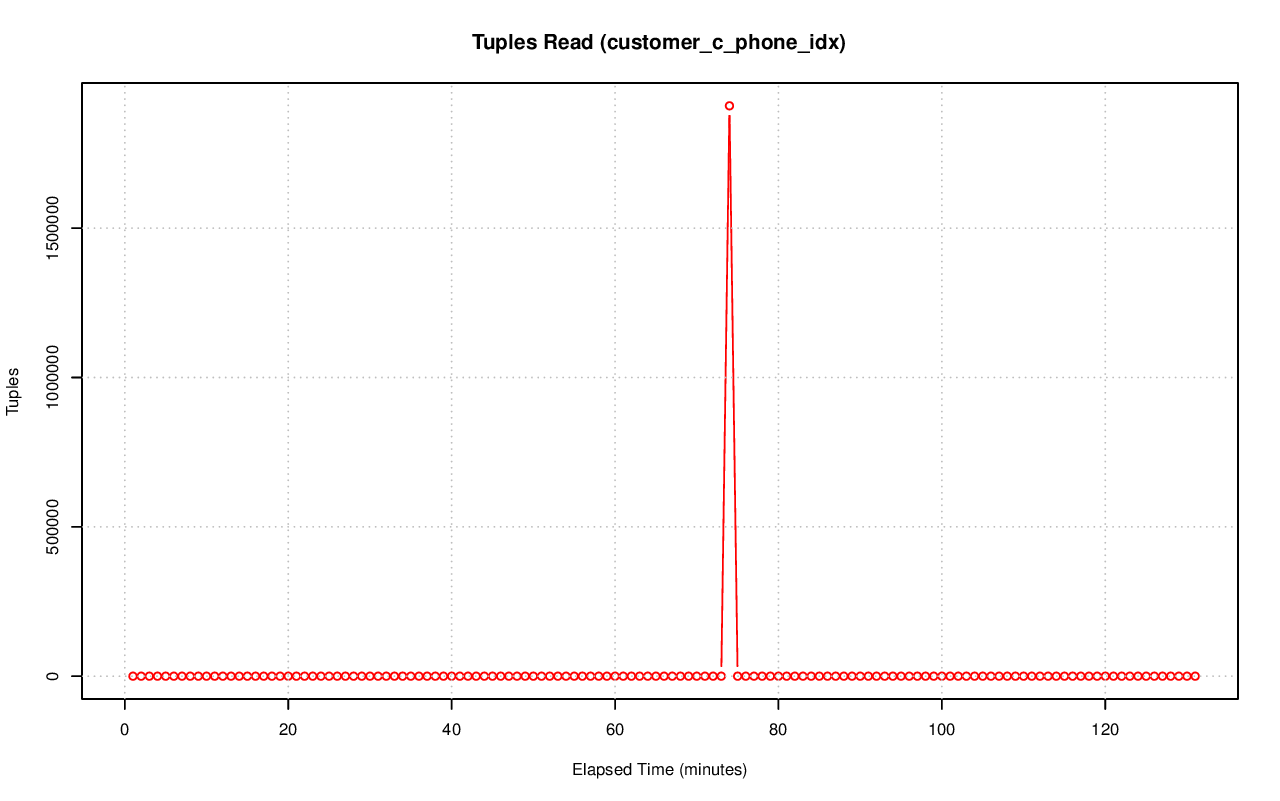 Tuples Read (customer_c_phone_idx)
Tuples
1500000
1000000
500000
0
0 20 40 60 80 100 120
Elapsed Time (minutes)